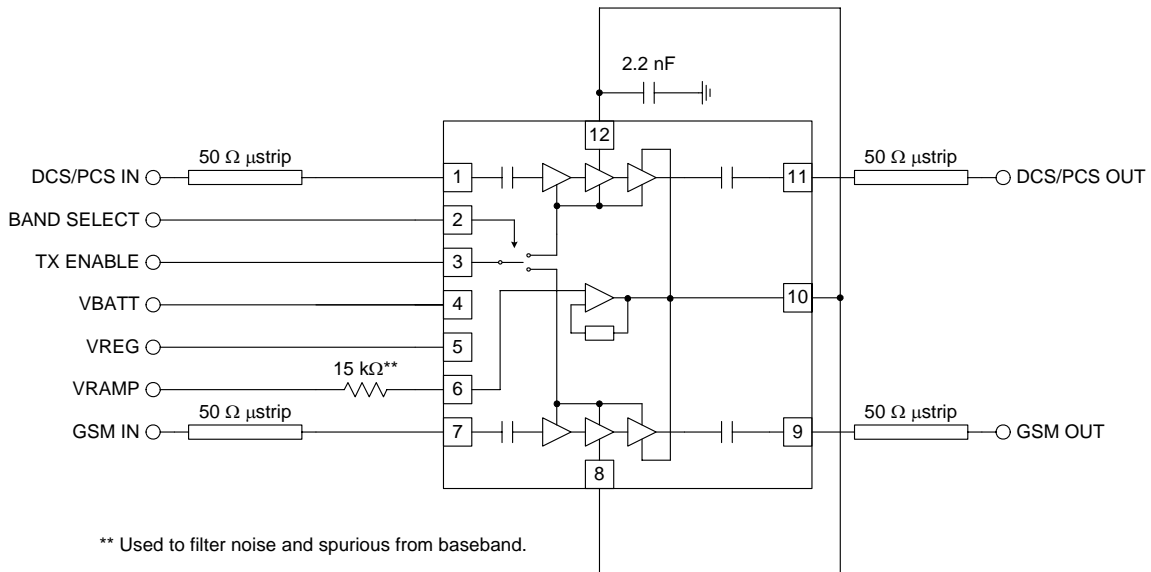 2.2 nF
12
50 Ω μstrip
50 Ω μstrip
DCS/PCS IN
1
11
DCS/PCS OUT
BAND SELECT
2
TX ENABLE
3
VBATT
4
10
VREG
5
15 kΩ**
VRAMP
6
50 Ω μstrip
50 Ω μstrip
GSM IN
7
9
GSM OUT
8
** Used to filter noise and spurious from baseband.